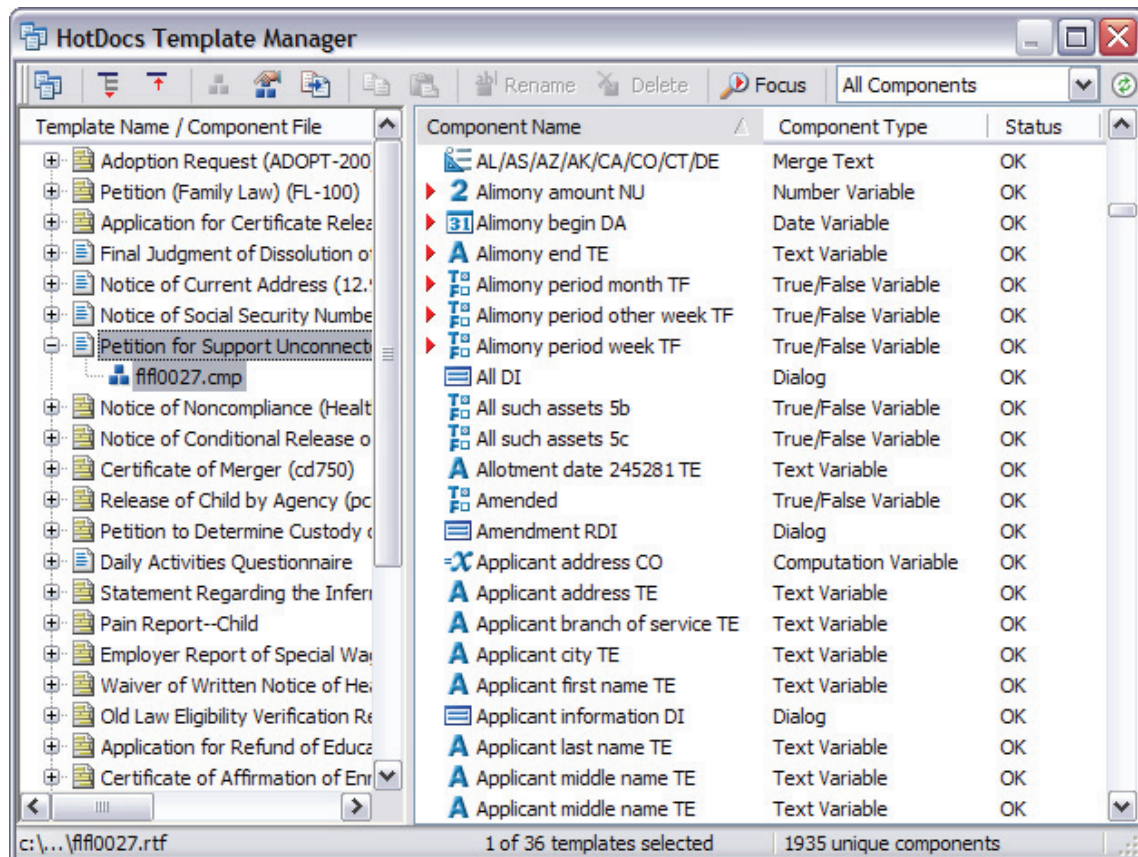 HotDocs Template Manager
Rename Delete Focus All Components
Template Name / Component File
Adoption Request (ADOPT-200
Petition (Family Law) (FL-100)
Application for Certificate Relea
Final Judgment of Dissolution of
Notice of Current Address (12.9
Notice of Social Security Numbe
Petition for Support Unconnect
flfl0027.cmp
Notice of Noncompliance (Healt
Notice of Conditional Release o
Certificate of Merger (cd750)
Release of Child by Agency (pc
Petition to Determine Custody
Daily Activities Questionnaire
Statement Regarding the Infer
Pain Report--Child
Employer Report of Special Wa
Waiver of Written Notice of Hea
Old Law Eligibility Verification Re
Application for Refund of Educa
Certificate of Affirmation of Enr
Component Name Component Type Status
AL/AS/AZ/AK/CA/CO/CT/DE Merge Text OK
Alimony amount NU Number Variable OK
Alimony begin DA Date Variable OK
Alimony end TE Text Variable OK
Alimony period month TF True/False Variable OK
Alimony period other week TF True/False Variable OK
Alimony period week TF True/False Variable OK
All DI Dialog OK
All such assets 5b True/False Variable OK
All such assets 5c True/False Variable OK
Allotment date 245281 TE Text Variable OK
Amended True/False Variable OK
Amendment RDI Dialog OK
Applicant address CO Computation Variable OK
Applicant address TE Text Variable OK
Applicant branch of service TE Text Variable OK
Applicant city TE Text Variable OK
Applicant first name TE Text Variable OK
Applicant information DI Dialog OK
Applicant last name TE Text Variable OK
Applicant middle name TE Text Variable OK
Applicant middle name TE Text Variable OK
c:\...\flfl0027.rtf 1 of 36 templates selected 1935 unique components